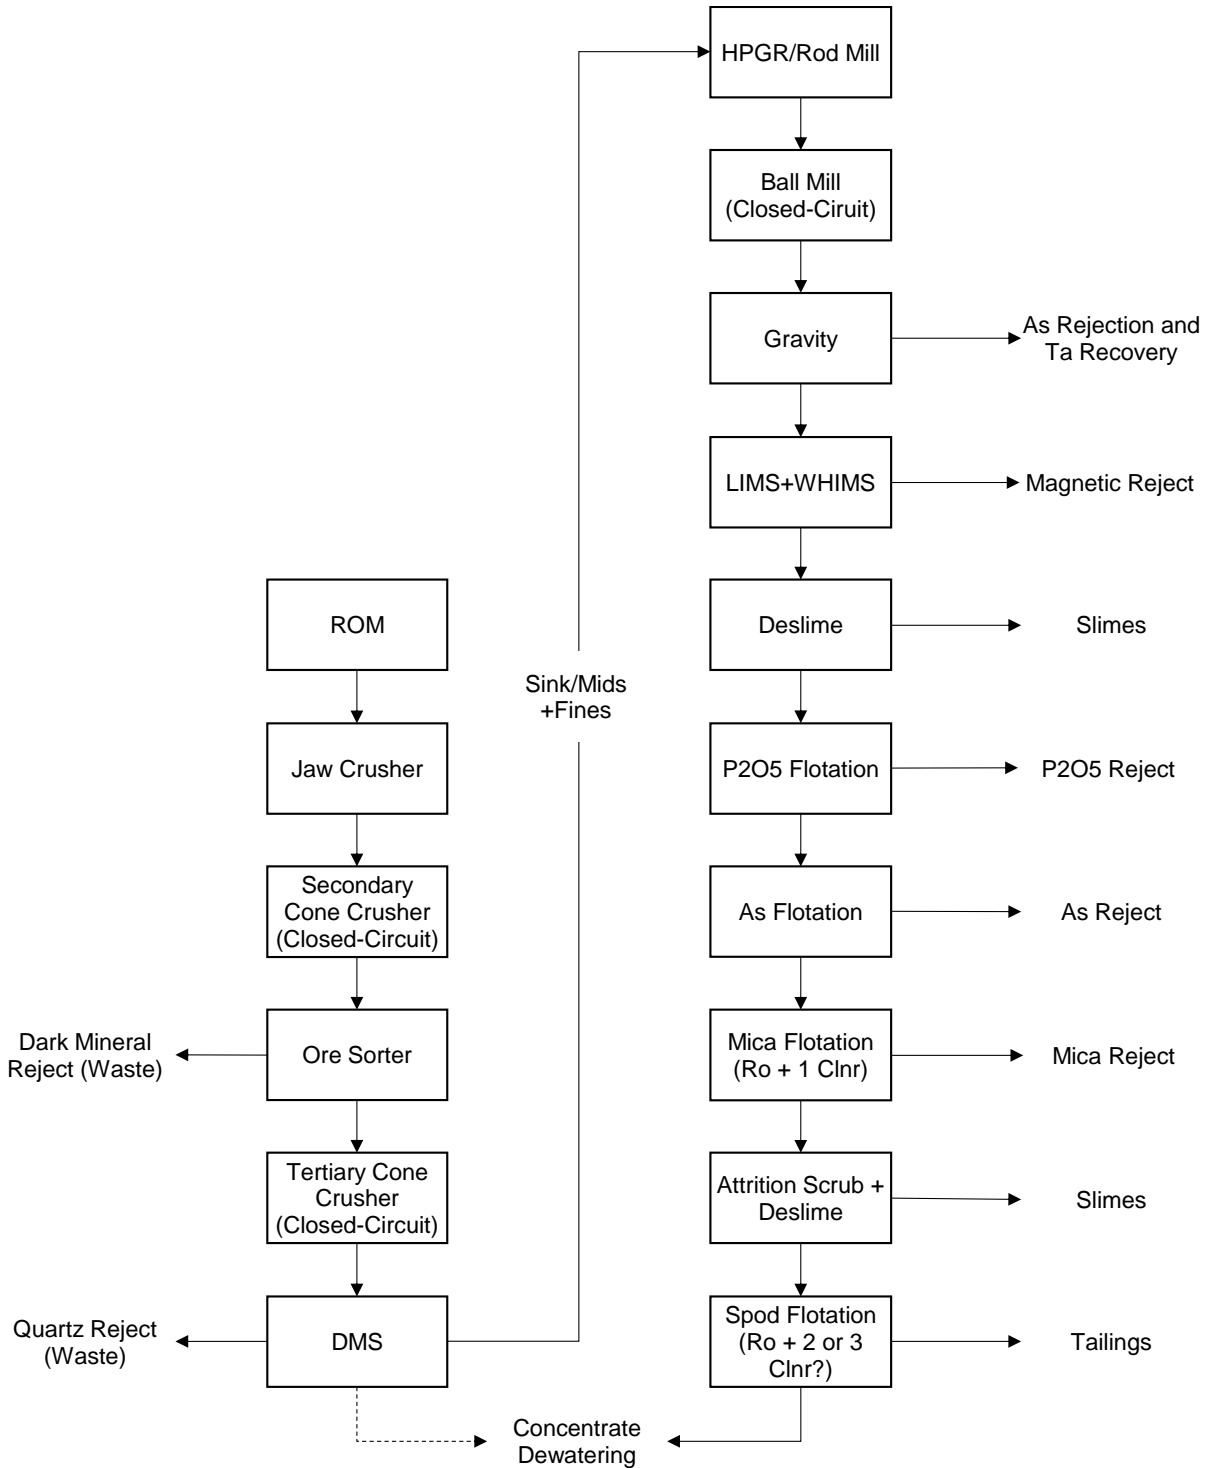 HPGR/Rod Mill
Ball Mill
(Closed-Ciruit)
Gravity
As Rejection and
Ta Recovery
LIMS+WHIMS
Magnetic Reject
ROM
Sink/Mids
+Fines
Deslime
Slimes
Jaw Crusher
P2O5 Flotation
P2O5 Reject
Secondary
Cone Crusher
(Closed-Circuit)
As Flotation
As Reject
Dark Mineral
Reject (Waste)
Ore Sorter
Mica Flotation
(Ro + 1 Clnr)
Mica Reject
Tertiary Cone
Crusher
(Closed-Circuit)
Attrition Scrub +
Deslime
Slimes
Quartz Reject
(Waste)
DMS
Spod Flotation
(Ro + 2 or 3
Clnr?)
Tailings
Concentrate
Dewatering